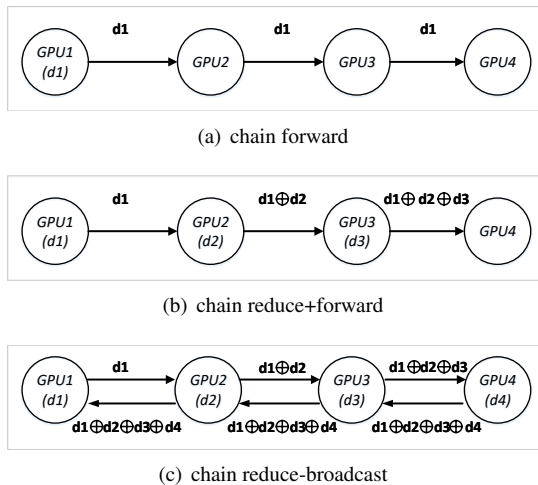 d1 d1 d1
GPU1 GPU2 GPU3 GPU4
(d1)
(a) chain forward
d1 d1⊕d2 d1⊕ d2 ⊕ d3
GPU1 GPU2 GPU3 GPU4
(d1) (d2) (d3)
(b) chain reduce+forward
d1 d1⊕d2 d1⊕d2⊕d3
GPU1 GPU2 GPU3 GPU4
(d1) (d2) (d3) (d4)
d1⊕d2⊕d3⊕d4 d1⊕d2⊕d3⊕d4 d1⊕d2⊕d3⊕d4
(c) chain reduce-broadcast